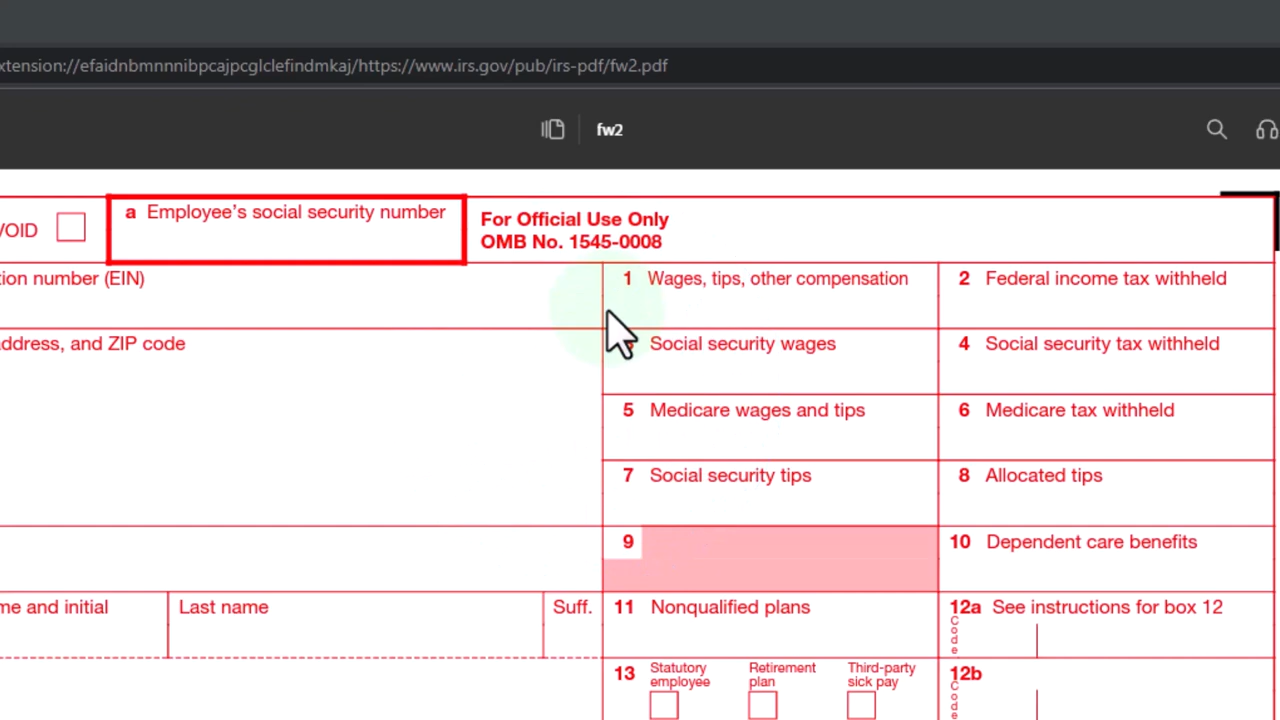 xtension://efaidnbmnnnibpcajpcglclefindmkaj/https://www.irs.gov/pub/irs-pdf/fw2.pdf
fw2
VOID
a Employee's social security number
For Official Use Only
OMB No. 1545-0008
tion number (EIN)
1 Wages, tips, other compensation
2 Federal income tax withheld
address, and ZIP code
Social security wages
4 Social security tax withheld
5 Medicare wages and tips
6 Medicare tax withheld
7 Social security tips
8 Allocated tips
9
10 Dependent care benefits
me and initial
Last name
Suff.
11 Nonqualified plans
12a See instructions for box 12
Code
13
Statutory employee
Retirement plan
Third-party sick pay
12b
Code